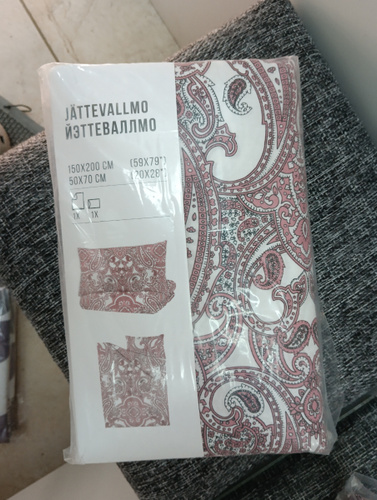 JÄTTEVALLMO
ЙЭТТЕВАЛЛМО
150X200 CM (59X79")
50X70 CM (20X28")
1X 1X